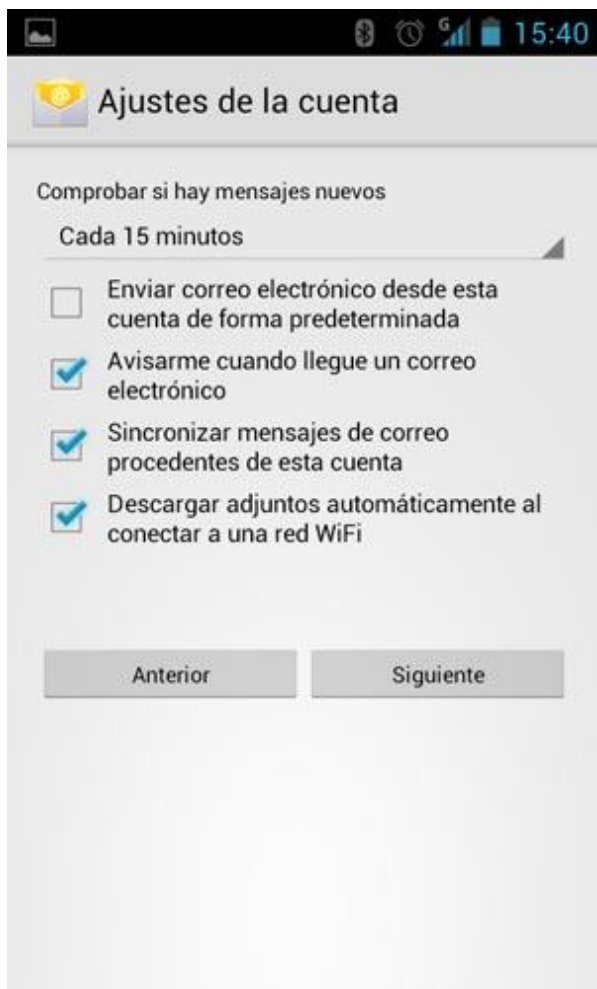 G 15:40
Ajustes de la cuenta
Comprobar si hay mensajes nuevos
Cada 15 minutos
Enviar correo electrónico desde esta
cuenta de forma predeterminada
Avisarme cuando llegue un correo
electrónico
Sincronizar mensajes de correo
procedentes de esta cuenta
Descargar adjuntos automáticamente al
conectar a una red WiFi
Anterior Siguiente